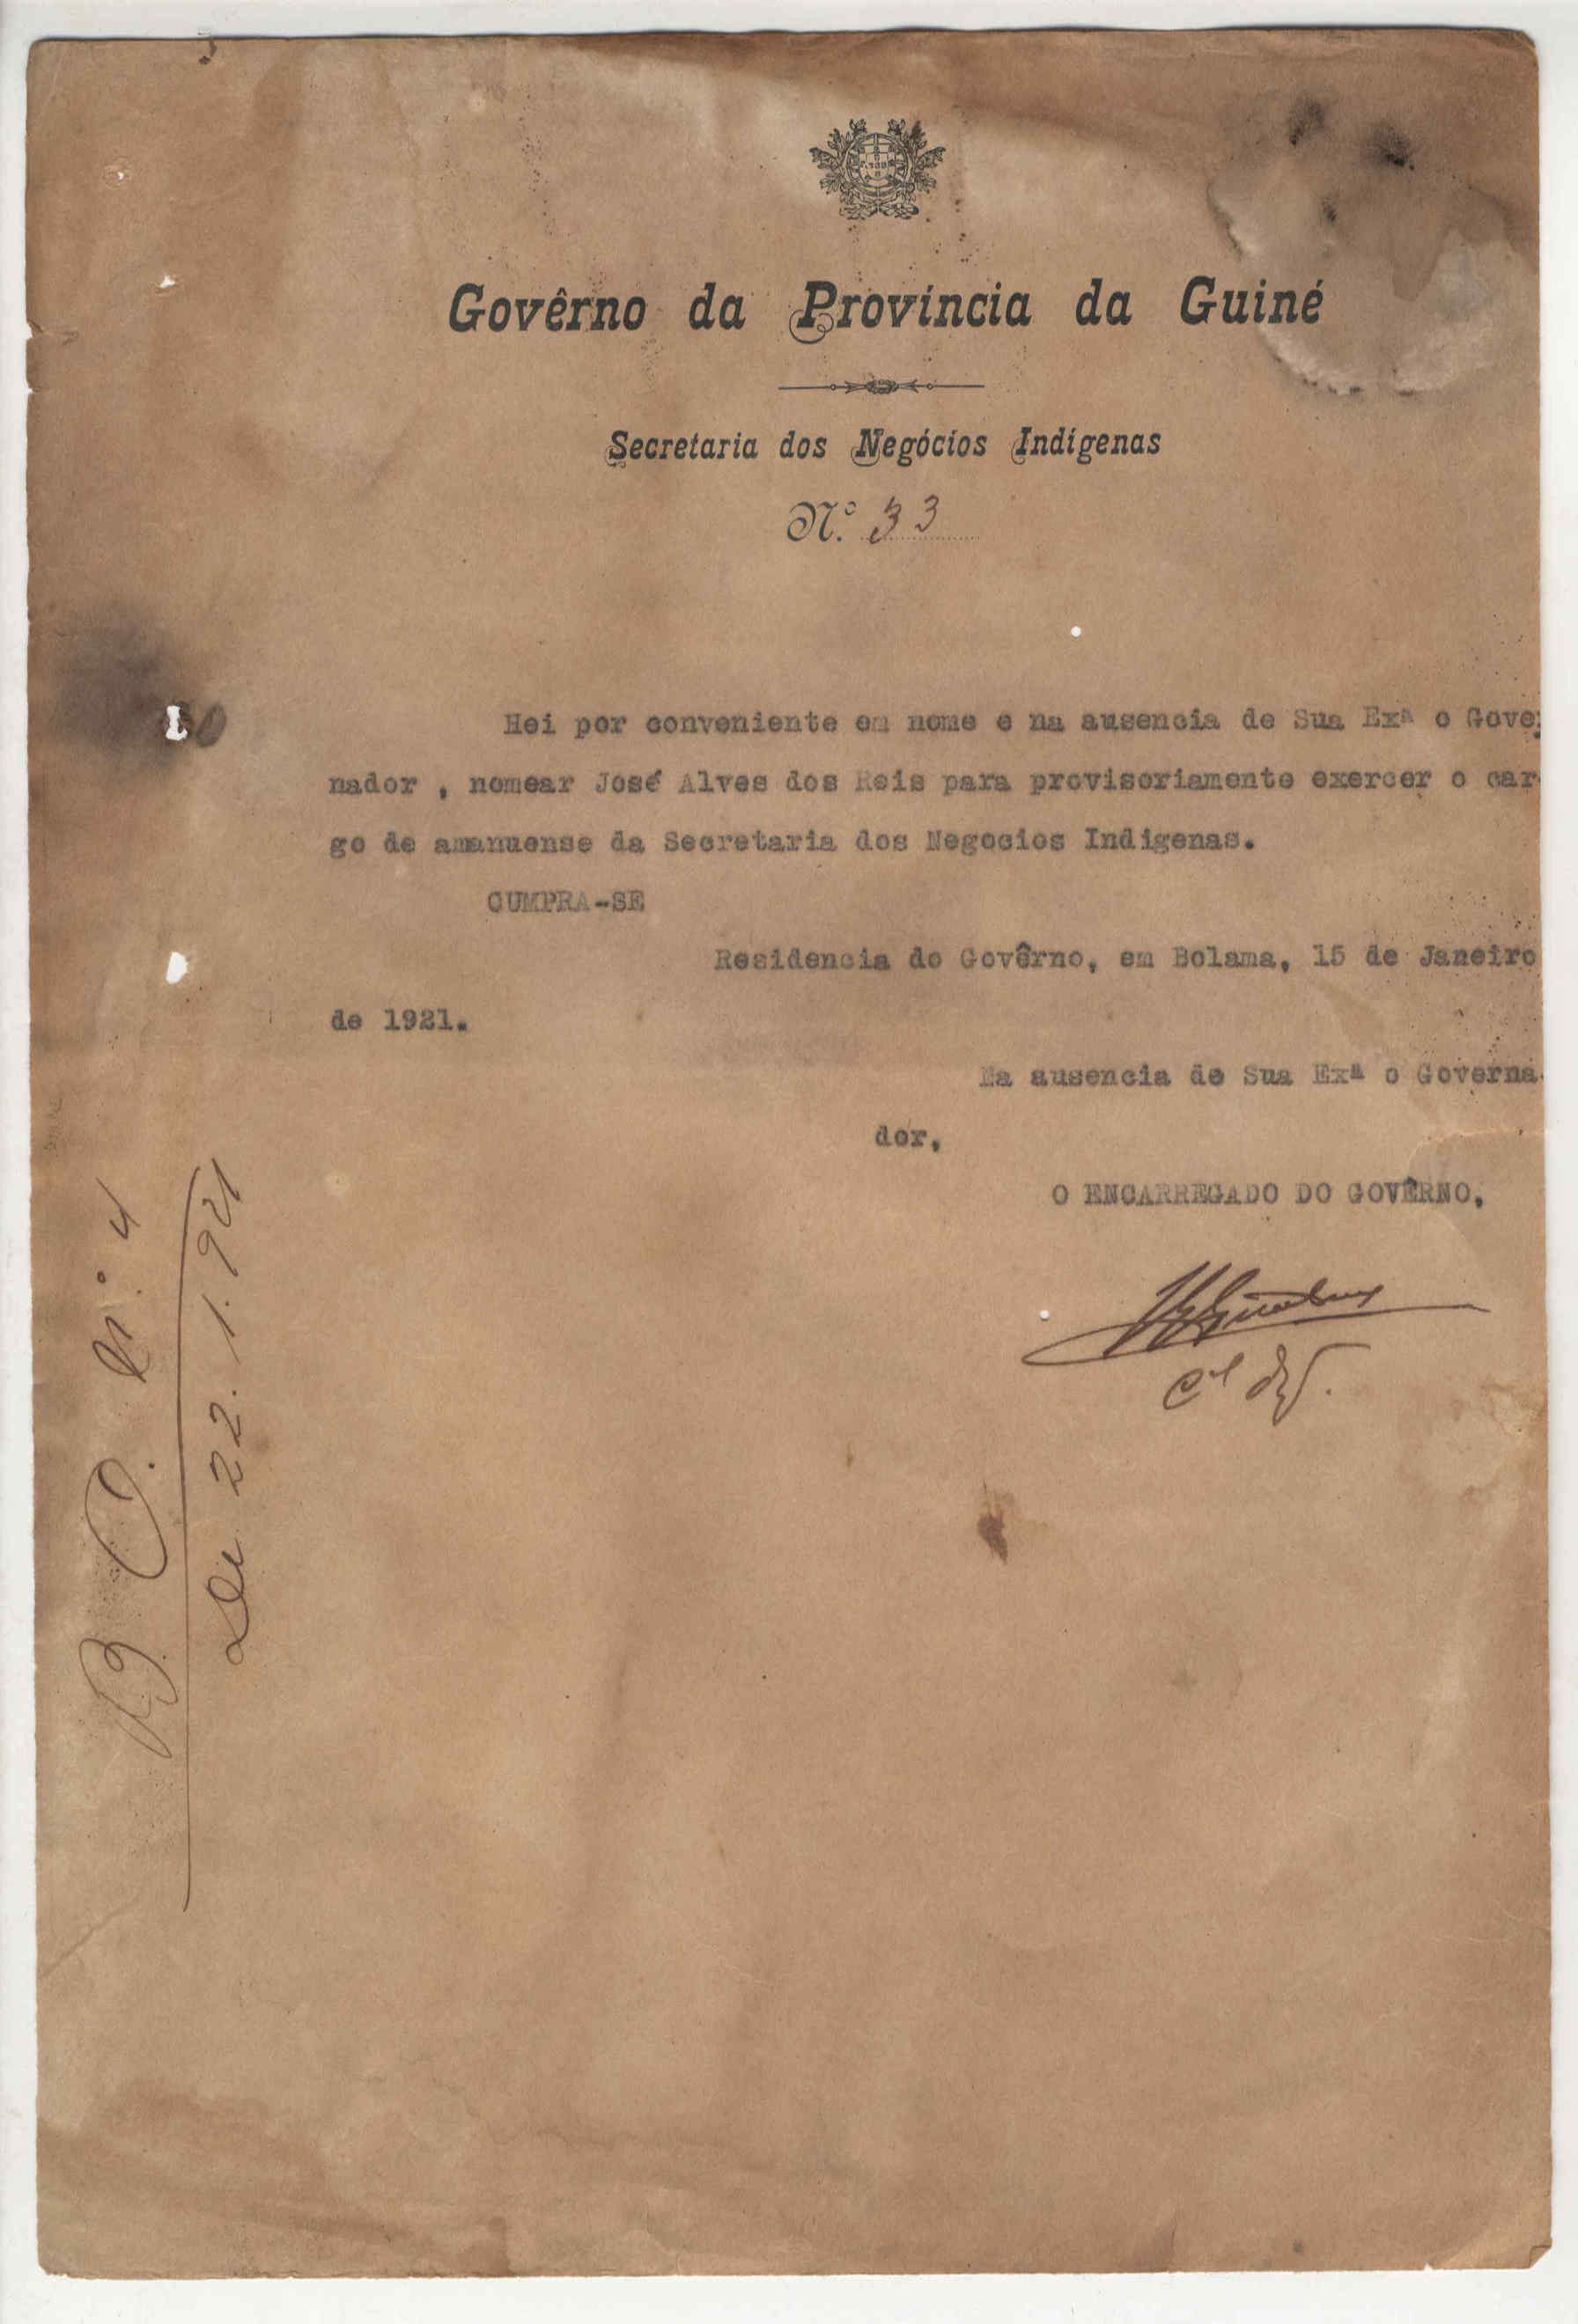 Govêrno da Província da Guiné
Secretaria dos Negócios Indígenas
N.º 33
Hei por conveniente em nome e na ausencia de Sua Exª o Gover
nador , nomear José Alves dos Reis para provisoriamente exercer o car-
go de amanuense da Secretaria dos Negocios Indigenas.
CUMPRA-SE
Residencia do Govêrno, em Bolama, 15 de Janeiro
de 1921.
Na ausencia de Sua Exª o Governa-
dor,
O ENCARREGADO DO GOVÊRNO,
B. O. n.º 4
De 22.1.921